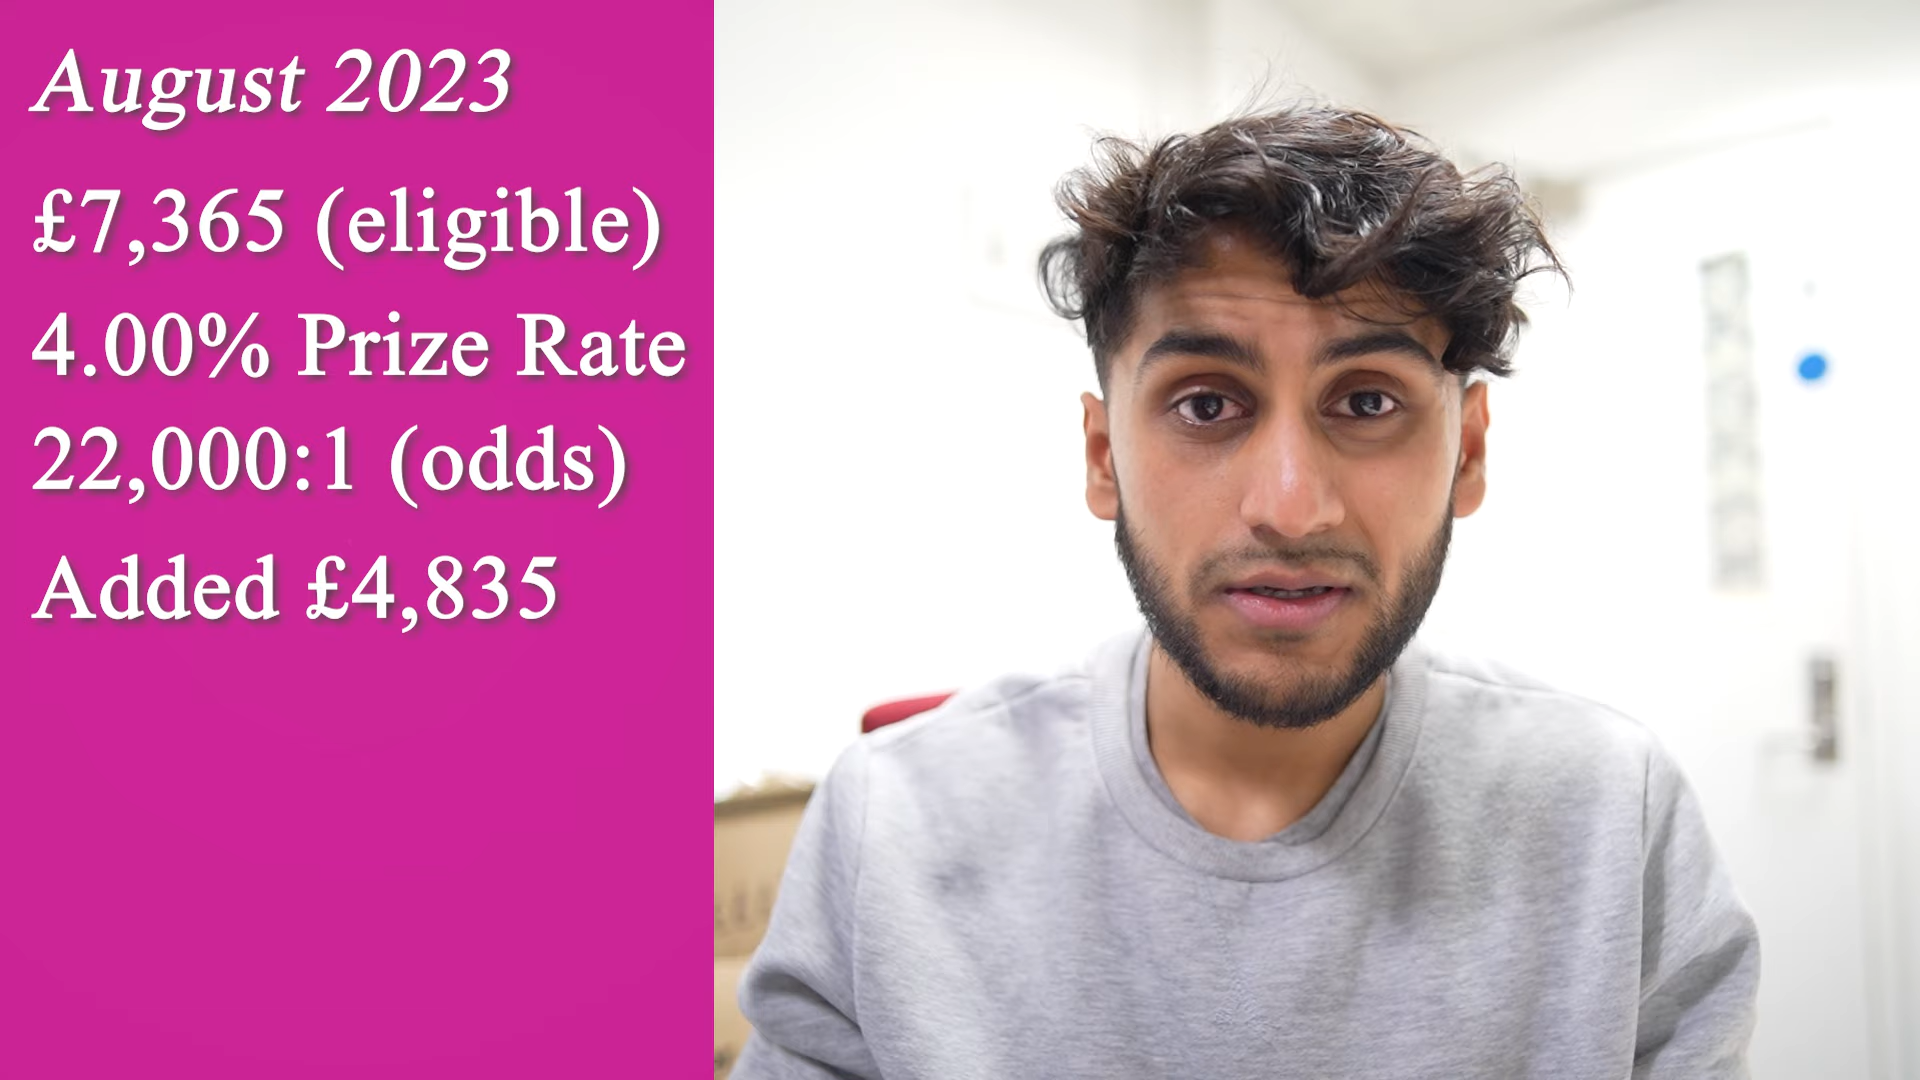 August 2023
£7,365 (eligible)
4.00% Prize Rate
22,000:1 (odds)
Added £4,835